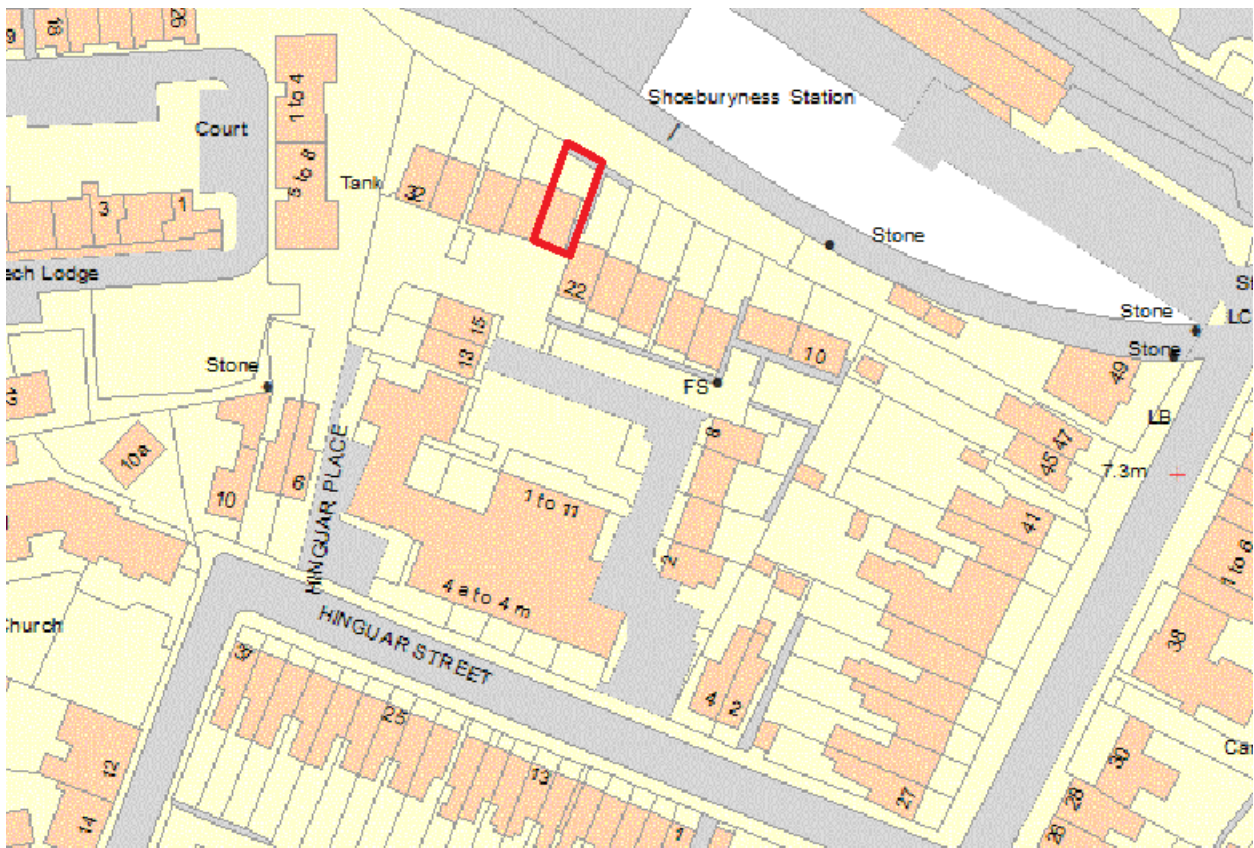 18
26
1 to 4
Court
5 to 8
Shoeburyness Station
Tank
32
3
1
Stone
ech Lodge
22
St
Stone
LC
15
13
10
Stone
49
Stone
FS
LB
8
45 47
7.3m
10a
6
10
HINGUAR PLACE
1 to 11
41
2
1 to 6
4 a to 4 m
Church
HINGUAR STREET
38
4
2
25
Car
12
13
30
27
28
14
1
26